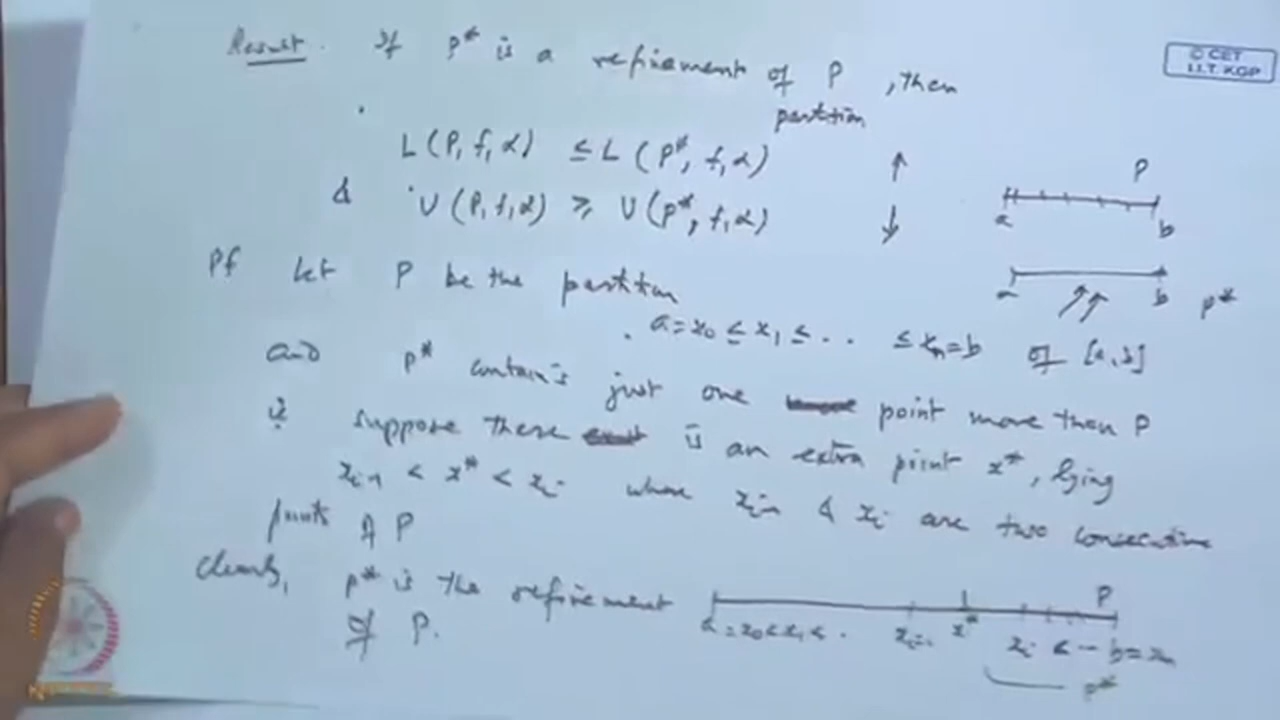 Result. If P* is a refinement of P, then
partition
L(P, f, α) ≤ L(P*, f, α)
& U(P, f, α) ≥ U(P*, f, α)
P
a b
a b P*
Pf Let P be the partition
a = x₀ ≤ x₁ ≤ .. ≤ xₙ = b of [a, b]
and P* contains just one point more than P
ie suppose there is an extra point x*, lying
xᵢ₋₁ < x* < xᵢ where xᵢ₋₁ & xᵢ are two consecutive
points of P
Clearly, P* is the refinement
of P.
P
a = x₀ < x₁ < . xᵢ₋₁ x* xᵢ < -- b = xₙ
P*
© CET
I.I.T. KGP